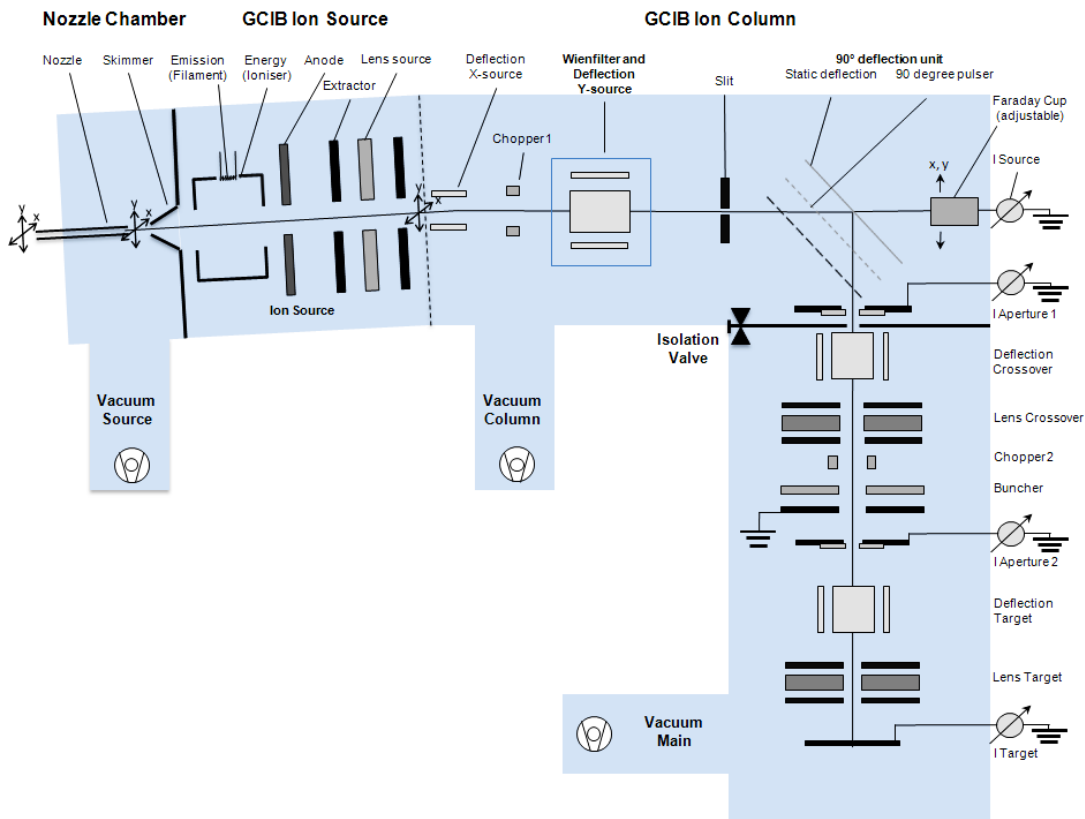 Nozzle Chamber
GCIB Ion Source
GCIB Ion Column
Nozzle
Skimmer
Emission
(Filament)
Energy
(Ioniser)
Anode
Extractor
Lens source
Deflection
X-source
Chopper1
Wienfilter and
Deflection
Y-source
Slit
90º deflection unit
Static deflection
90 degree pulser
Faraday Cup
(adjustable)
x, y
I Source
y
x
y
x
y
x
Ion Source
I Aperture 1
Isolation
Valve
Deflection
Crossover
Vacuum
Source
Vacuum
Column
Lens Crossover
Chopper2
Buncher
I Aperture 2
Deflection
Target
Lens Target
Vacuum
Main
I Target